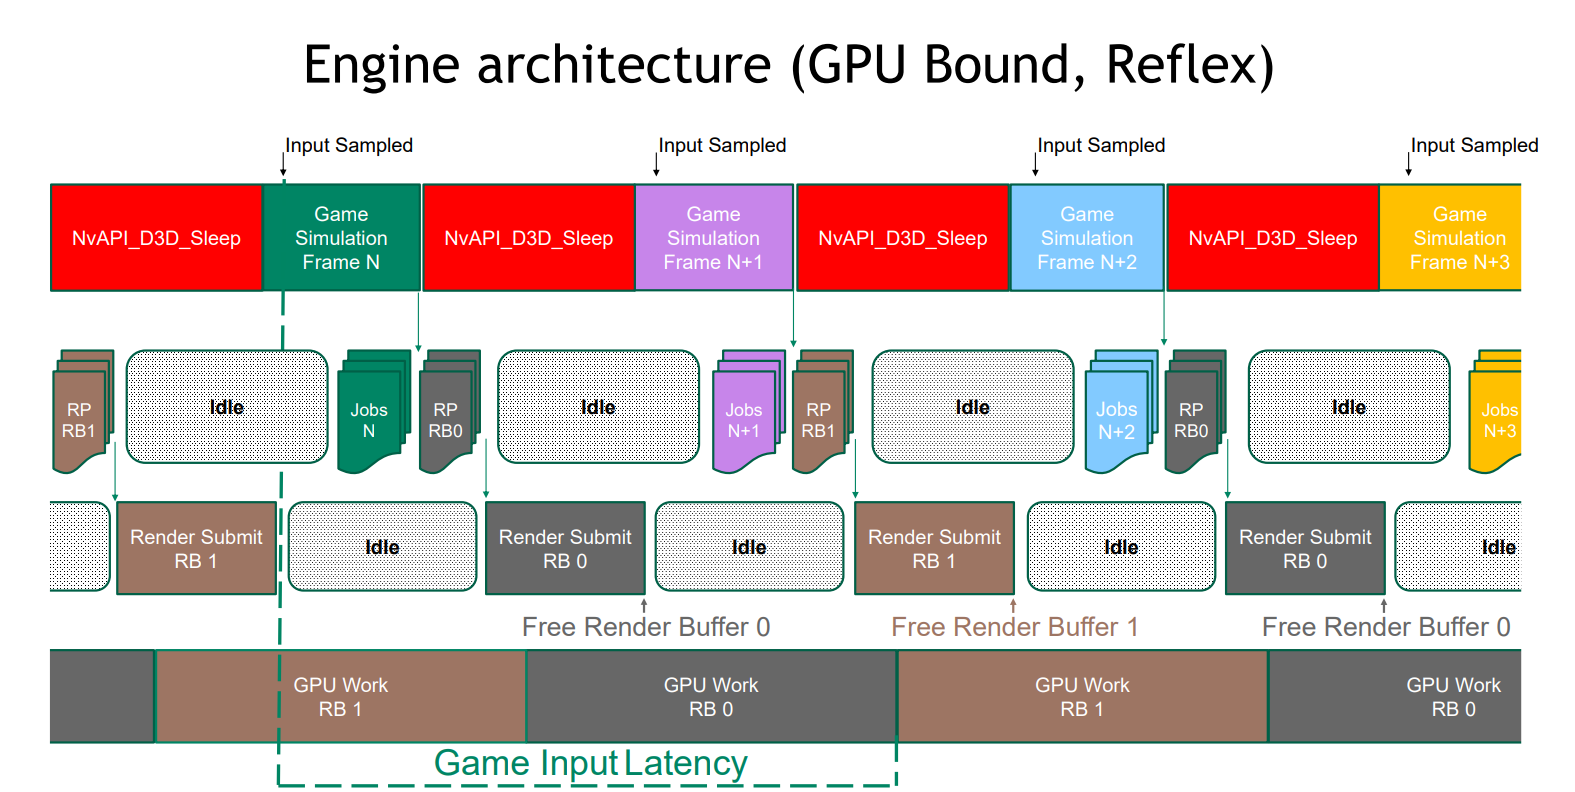 Engine architecture (GPU Bound, Reflex)
Input Sampled
Input Sampled
Input Sampled
Input Sampled
NvAPI_D3D_Sleep
Game
Simulation
Frame N
NvAPI_D3D_Sleep
Game
Simulation
Frame N+1
NvAPI_D3D_Sleep
Game
Simulation
Frame N+2
NvAPI_D3D_Sleep
Game
Simulation
Frame N+3
RP
RB1
Idle
Jobs
N
RP
RB0
Idle
Jobs
N+1
RP
RB1
Idle
Jobs
N+2
RP
RB0
Idle
Jobs
N+3
Render Submit
RB 1
Idle
Render Submit
RB 0
Idle
Render Submit
RB 1
Idle
Render Submit
RB 0
Idle
Free Render Buffer 0
Free Render Buffer 1
Free Render Buffer 0
GPU Work
RB 1
GPU Work
RB 0
GPU Work
RB 1
GPU Work
RB 0
Game Input Latency